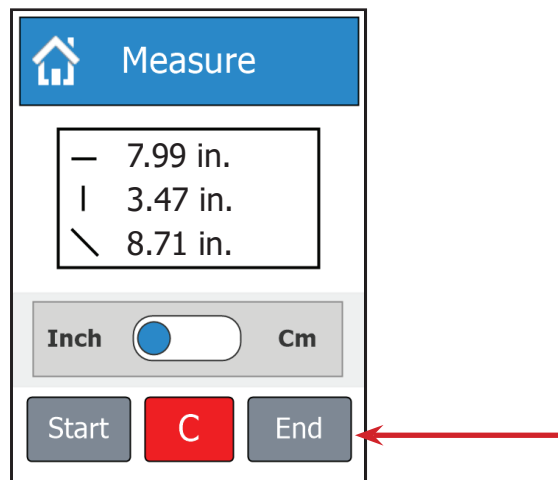 Measure
— 7.99 in.
| 3.47 in.
\ 8.71 in.
Inch Cm
Start C End